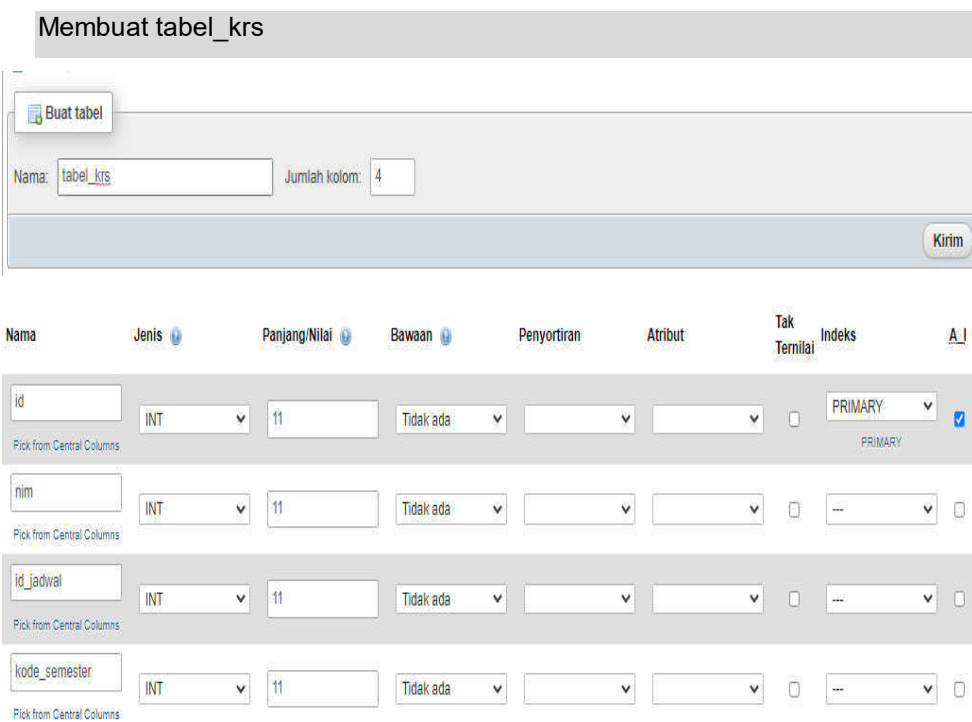 Membuat tabel_krs
Buat tabel
Nama: tabel_krs Jumlah kolom: 4
Kirim
Nama Jenis Panjang/Nilai Bawaan Penyortiran Atribut Tak Ternilai Indeks A_I
id INT 11 Tidak ada PRIMARY
Pick from Central Columns PRIMARY
nim INT 11 Tidak ada ---
Pick from Central Columns
id_jadwal INT 11 Tidak ada ---
Pick from Central Columns
kode_semester INT 11 Tidak ada ---
Pick from Central Columns